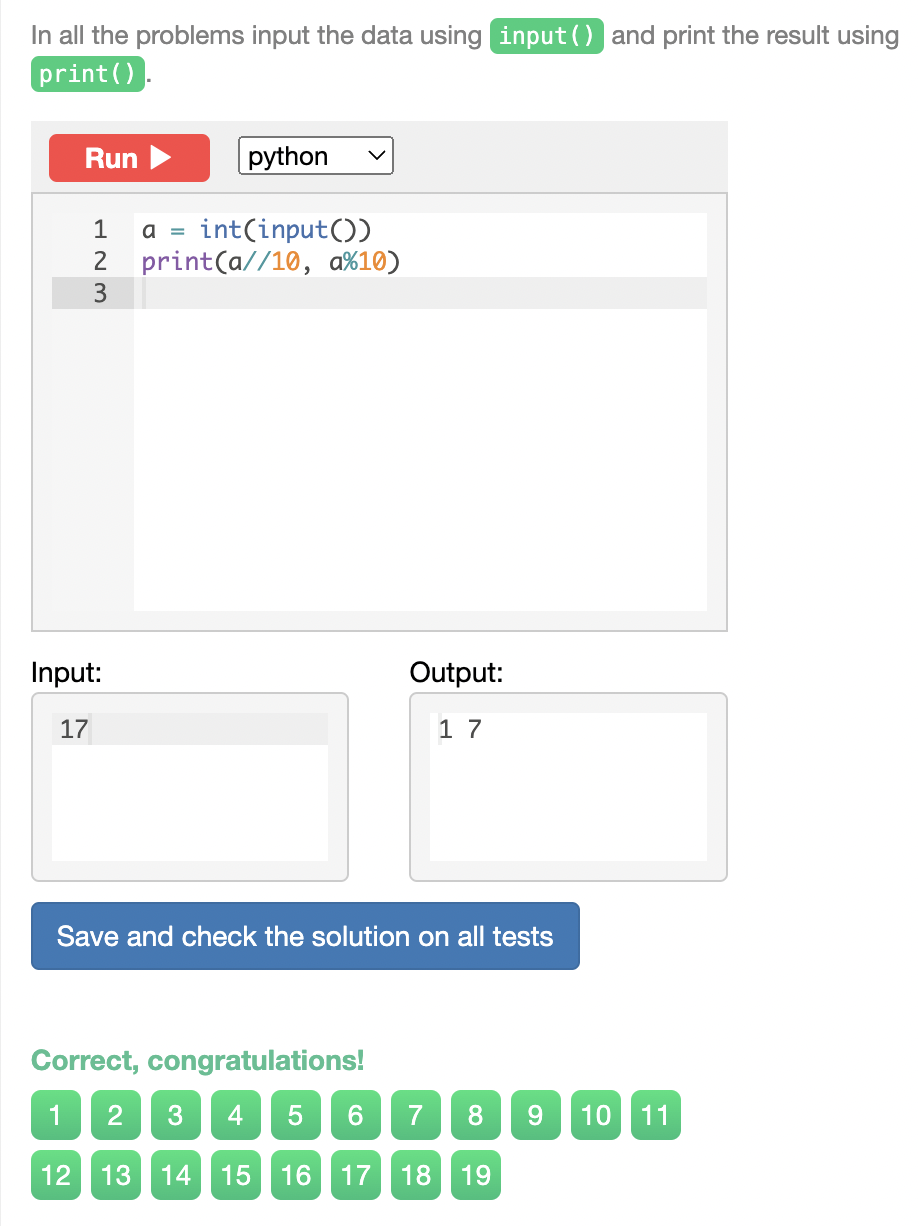 In all the problems input the data using input() and print the result using
print().
Run
python
1 a = int(input())
2 print(a//10, a%10)
3
Input:
Output:
17
1 7
Save and check the solution on all tests
Correct, congratulations!
1 2 3 4 5 6 7 8 9 10 11
12 13 14 15 16 17 18 19